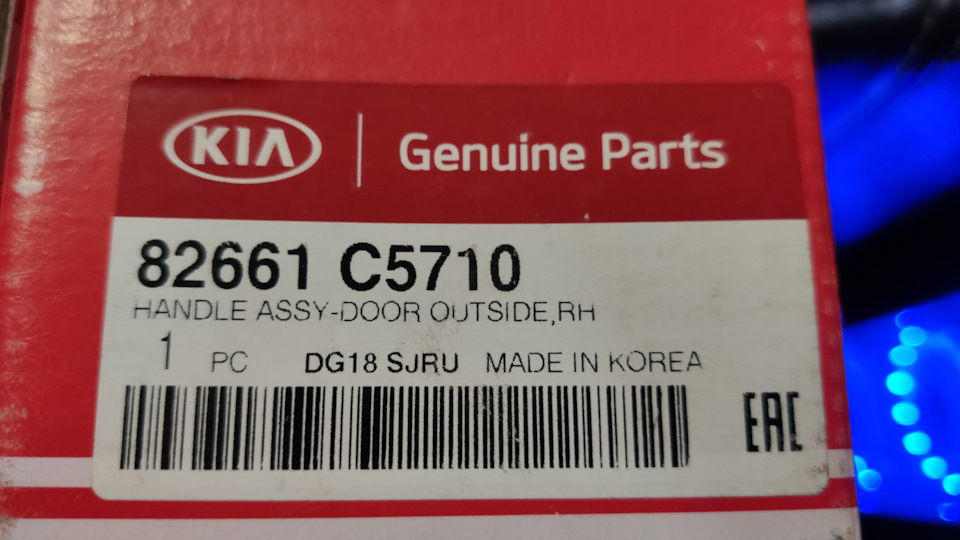 KIA Genuine Parts
82661 C5710
HANDLE ASSY-DOOR OUTSIDE,RH
1 PC DG18 SJRU MADE IN KOREA
EAC